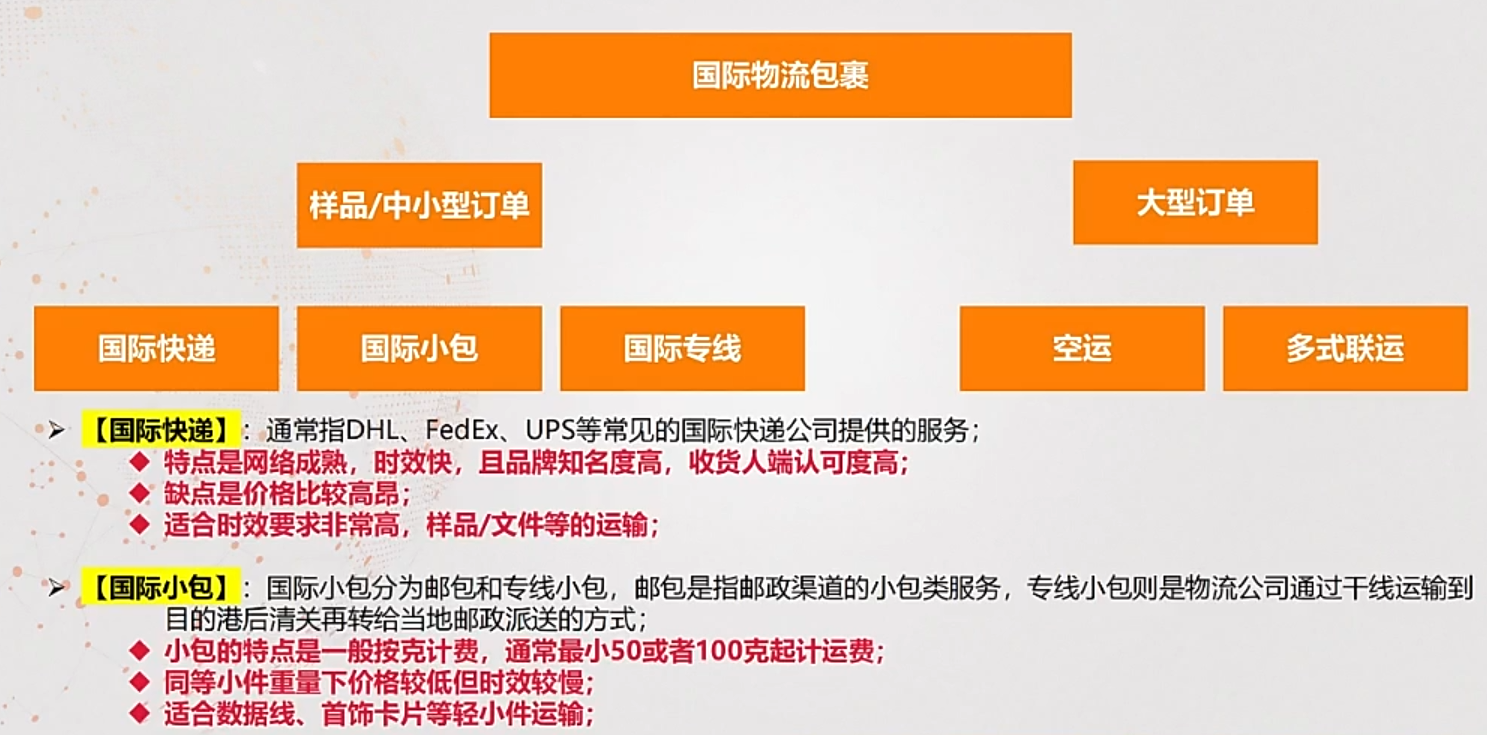 国际物流包裹
样品/中小型订单
大型订单
国际快递
国际小包
国际专线
空运
多式联运
➢ 【国际快递】：通常指DHL、FedEx、UPS等常见的国际快递公司提供的服务；
◆ 特点是网络成熟，时效快，且品牌知名度高，收货人端认可度高；
◆ 缺点是价格比较高昂；
◆ 适合时效要求非常高，样品/文件等的运输；
➢ 【国际小包】：国际小包分为邮包和专线小包，邮包是指邮政渠道的小包类服务，专线小包则是物流公司通过干线运输到
目的港后清关再转给当地邮政派送的方式；
◆ 小包的特点是一般按克计费，通常最小50或者100克起计运费；
◆ 同等小件重量下价格较低但时效较慢；
◆ 适合数据线、首饰卡片等轻小件运输；